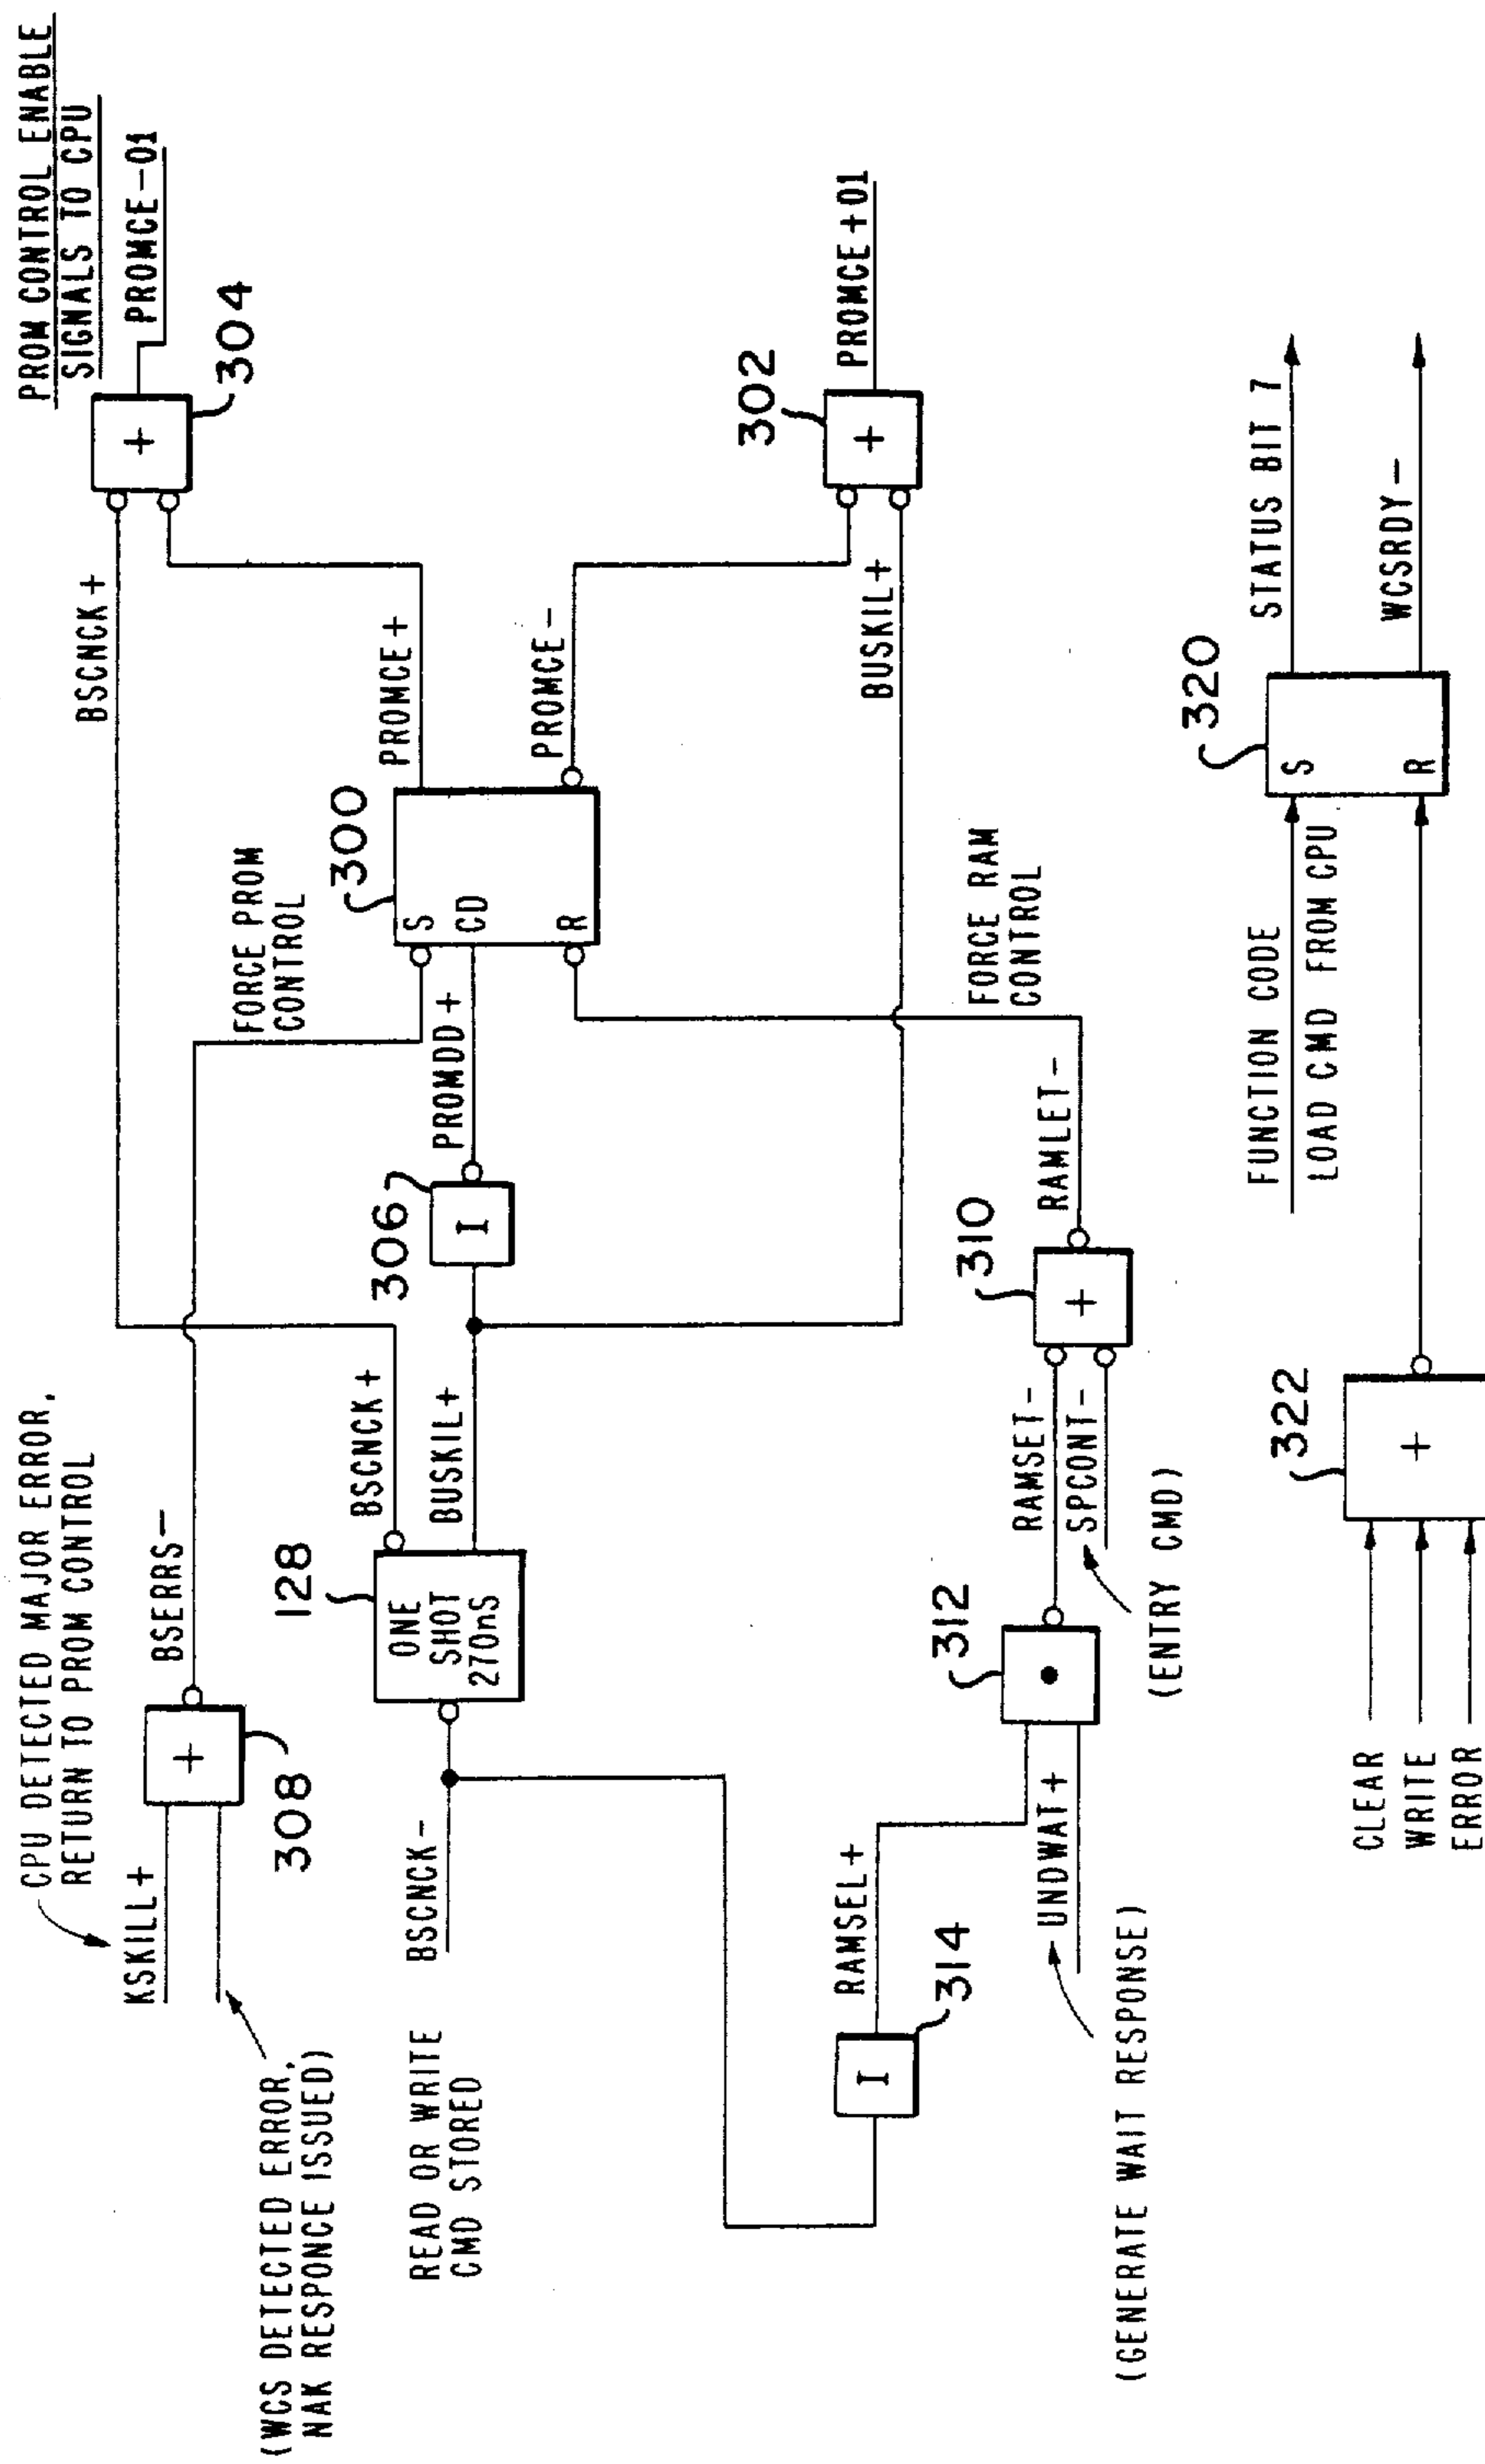 PROM CONTROL ENABLE
SIGNALS TO CPU
PROMCE-01
+
304
BSCNCK+
PROMCE+
PROMCE-
302
+
PROMCE+01
BUSKIL+
300
S
CD
R
FORCE PROM
CONTROL
PROMDD+
306
I
FORCE RAM
CONTROL
CPU DETECTED MAJOR ERROR,
RETURN TO PROM CONTROL
KSKILL+
+
308
BSERRS-
(WCS DETECTED ERROR,
NAK RESPONCE ISSUED)
128
ONE
SHOT
270nS
BSCNCK+
BUSKIL+
READ OR WRITE
CMD STORED
BSCNCK-
I
314
RAMSEL+
UNDWAT+
(GENERATE WAIT RESPONSE)
312
•
RAMSET-
SPCONT-
(ENTRY CMD)
310
+
RAMLET-
FUNCTION CODE
LOAD CMD FROM CPU
320
S
R
STATUS BIT 7
WCSRDY-
CLEAR
WRITE
ERROR
322
+